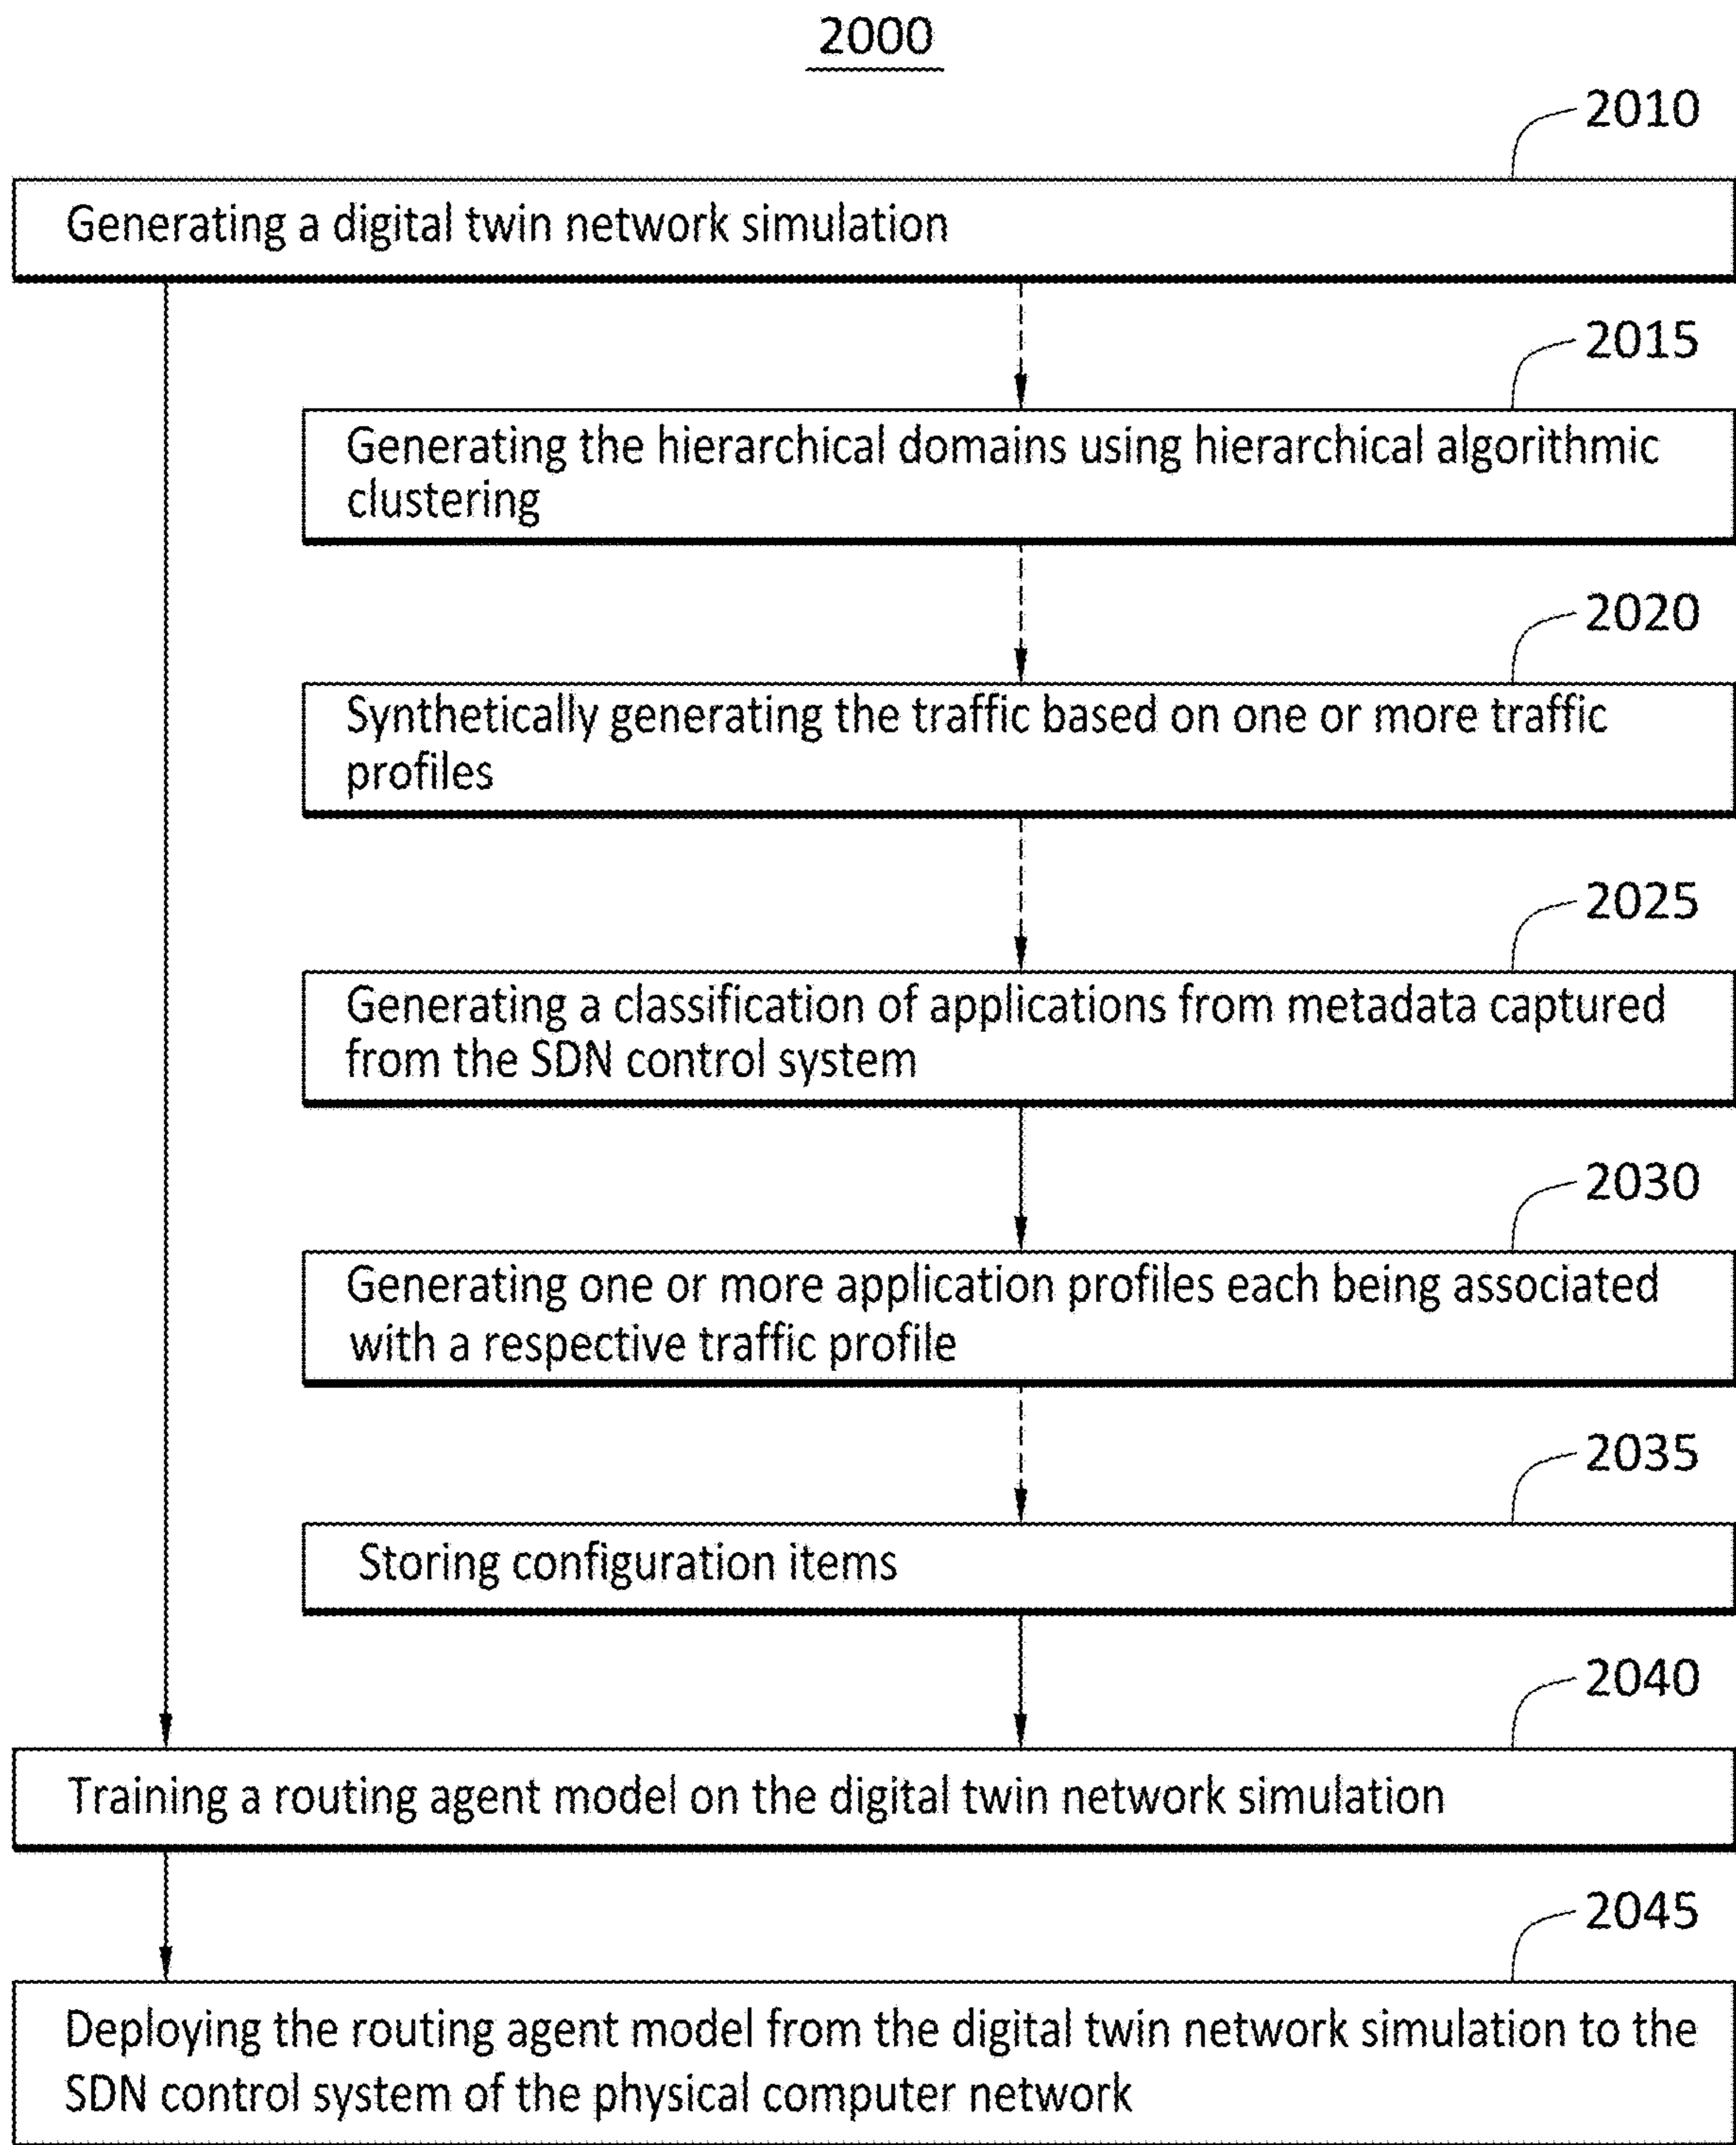 2000
2010
Generating a digital twin network simulation
2015
Generating the hierarchical domains using hierarchical algorithmic
clustering
2020
Synthetically generating the traffic based on one or more traffic
profiles
2025
Generating a classification of applications from metadata captured
from the SDN control system
2030
Generating one or more application profiles each being associated
with a respective traffic profile
2035
Storing configuration items
2040
Training a routing agent model on the digital twin network simulation
2045
Deploying the routing agent model from the digital twin network simulation to the
SDN control system of the physical computer network